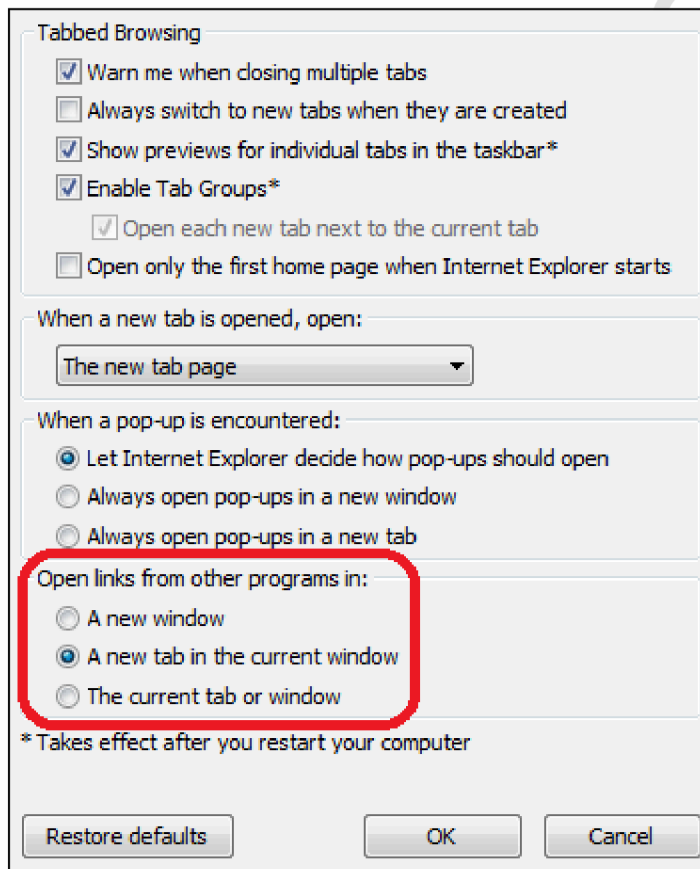 Tabbed Browsing
Warn me when closing multiple tabs
Always switch to new tabs when they are created
Show previews for individual tabs in the taskbar*
Enable Tab Groups*
Open each new tab next to the current tab
Open only the first home page when Internet Explorer starts
When a new tab is opened, open:
The new tab page
When a pop-up is encountered:
Let Internet Explorer decide how pop-ups should open
Always open pop-ups in a new window
Always open pop-ups in a new tab
Open links from other programs in:
A new window
A new tab in the current window
The current tab or window
* Takes effect after you restart your computer
Restore defaults OK Cancel